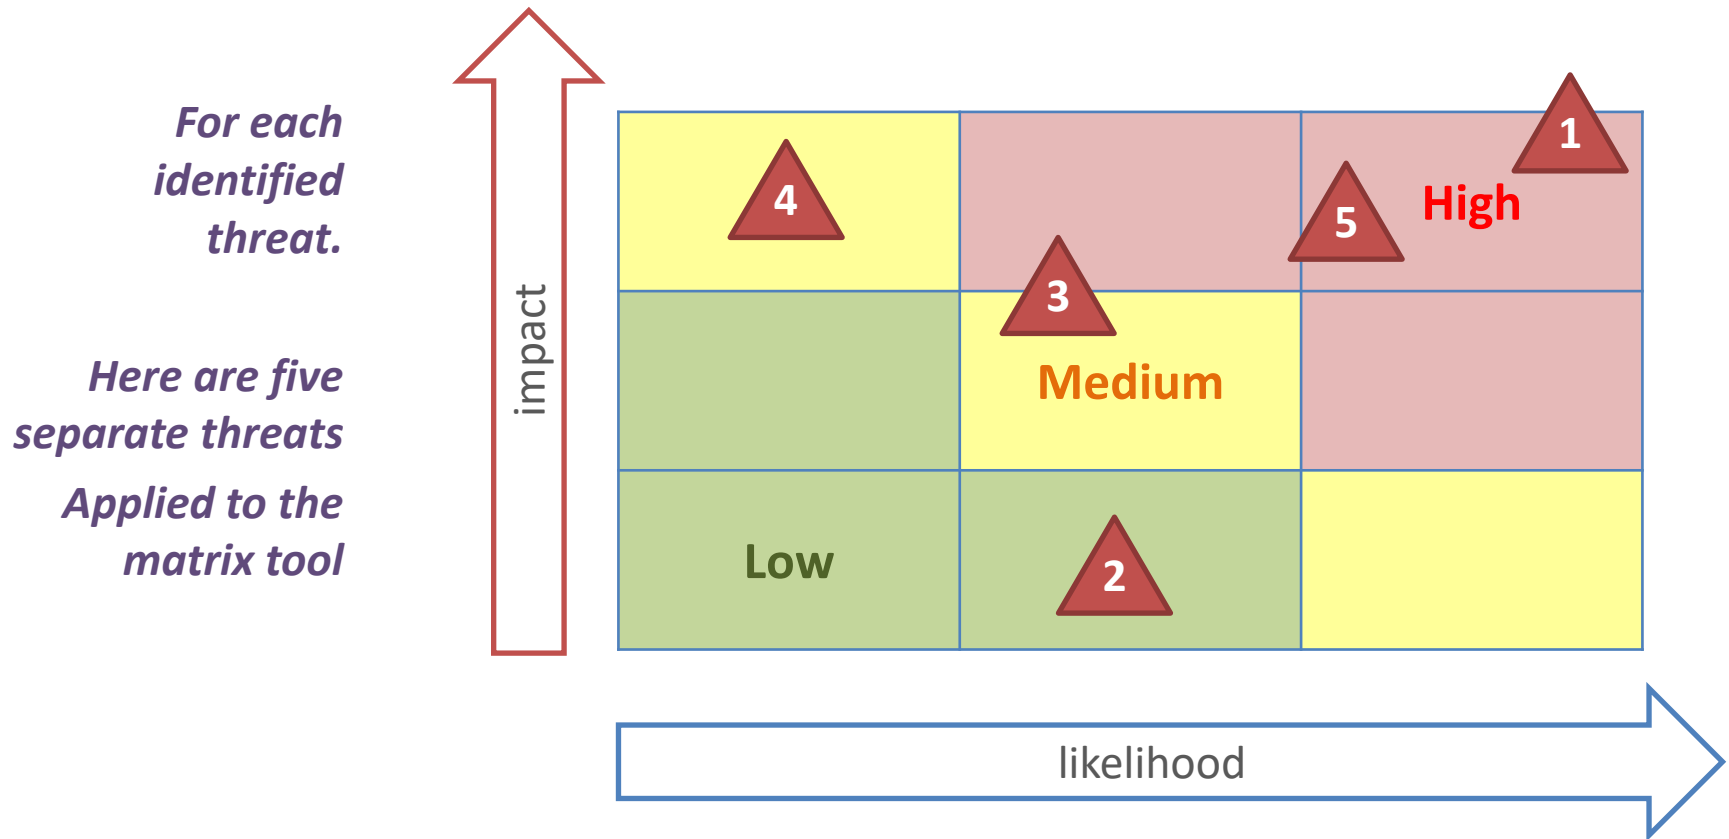 For each
identified
threat.
Here are five
separate threats
Applied to the
matrix tool
impact
1
4
High
5
3
Medium
Low
2
likelihood